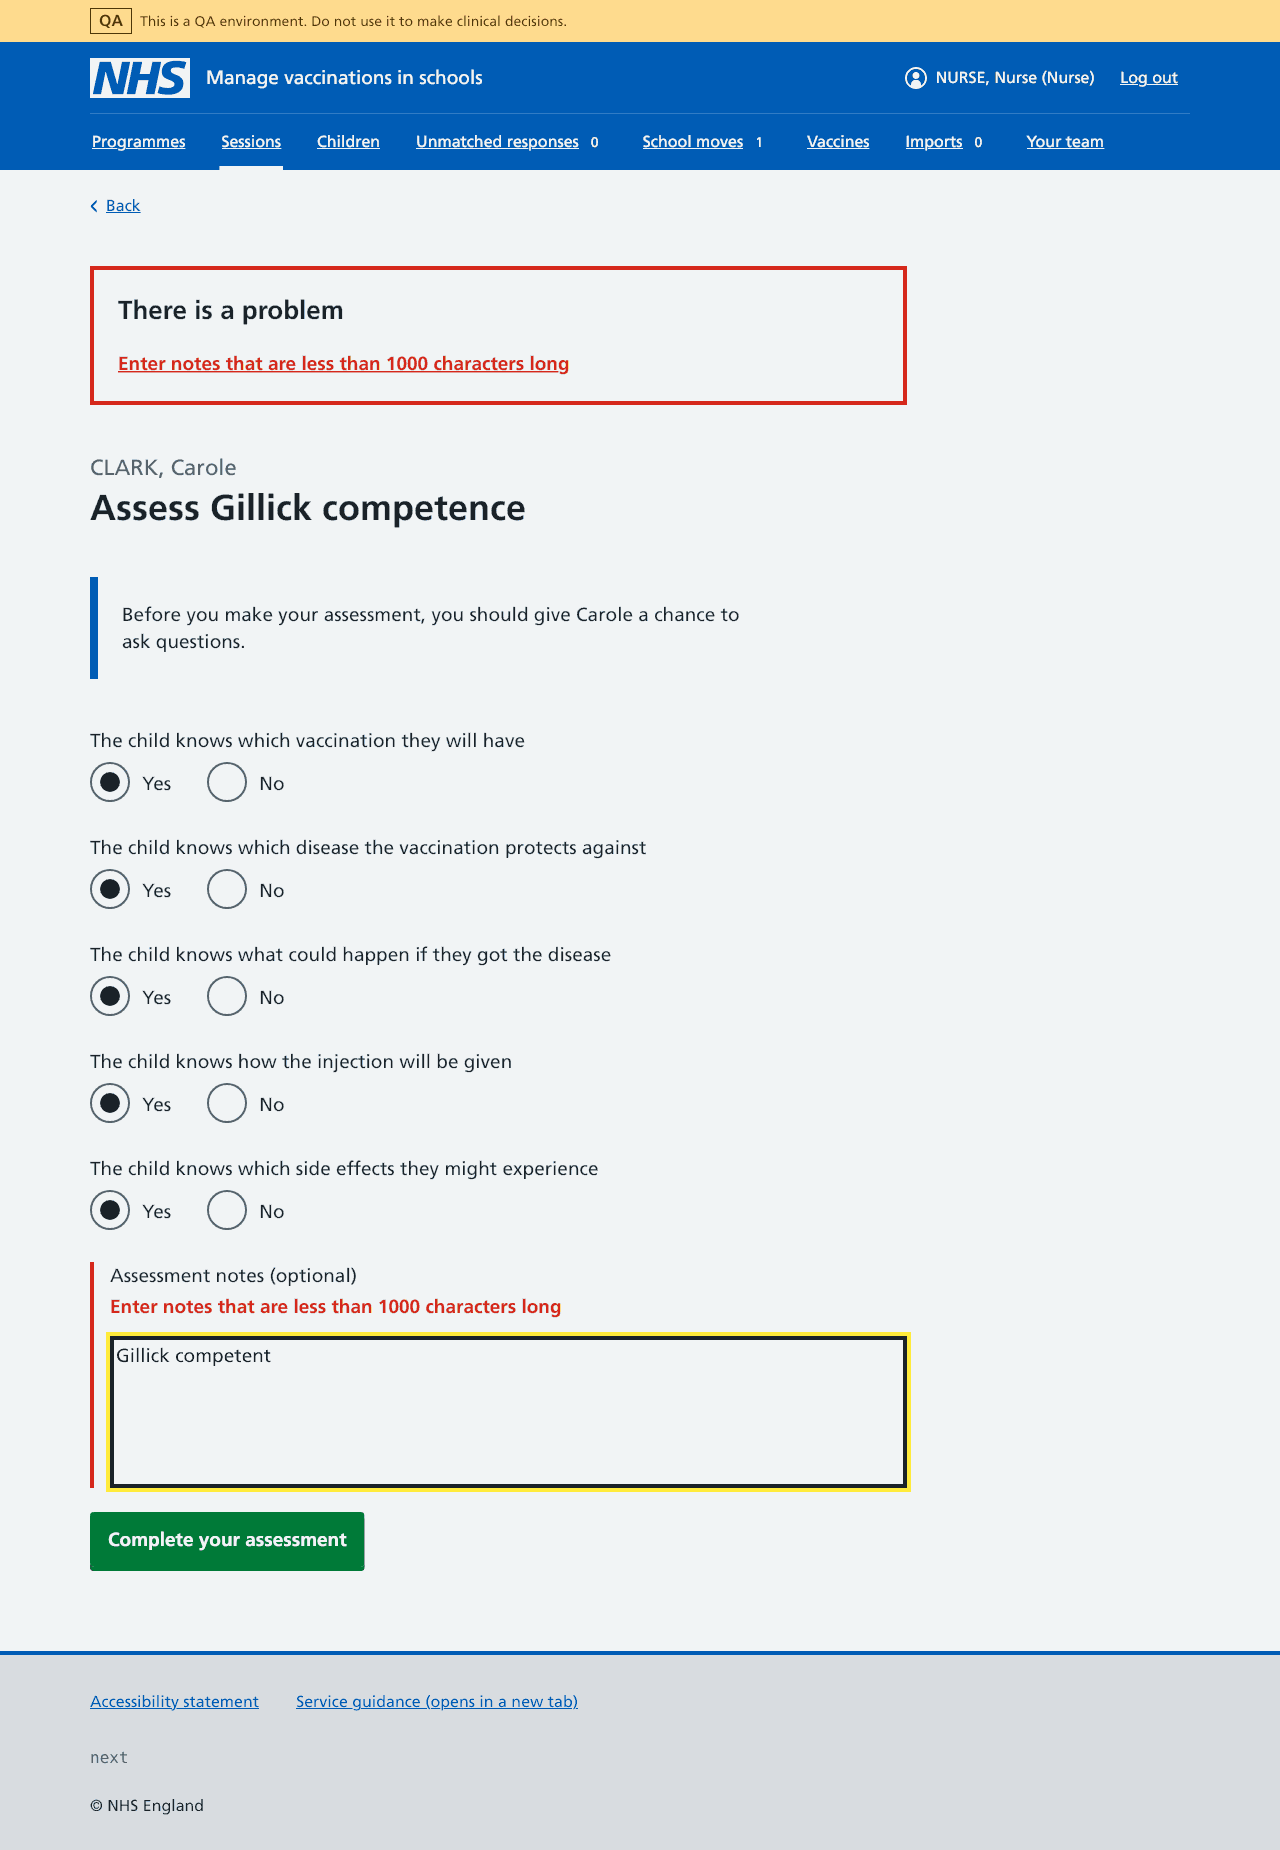 QA This is a QA environment. Do not use it to make clinical decisions.
NHS Manage vaccinations in schools NURSE, Nurse (Nurse) Log out
Programmes Sessions Children Unmatched responses 0 School moves 1 Vaccines Imports 0 Your team
Back
There is a problem
Enter notes that are less than 1000 characters long
CLARK, Carole
Assess Gillick competence
Before you make your assessment, you should give Carole a chance to
ask questions.
The child knows which vaccination they will have
Yes No
The child knows which disease the vaccination protects against
Yes No
The child knows what could happen if they got the disease
Yes No
The child knows how the injection will be given
Yes No
The child knows which side effects they might experience
Yes No
Assessment notes (optional)
Enter notes that are less than 1000 characters long
Gillick competent
Complete your assessment
Accessibility statement Service guidance (opens in a new tab)
next
© NHS England